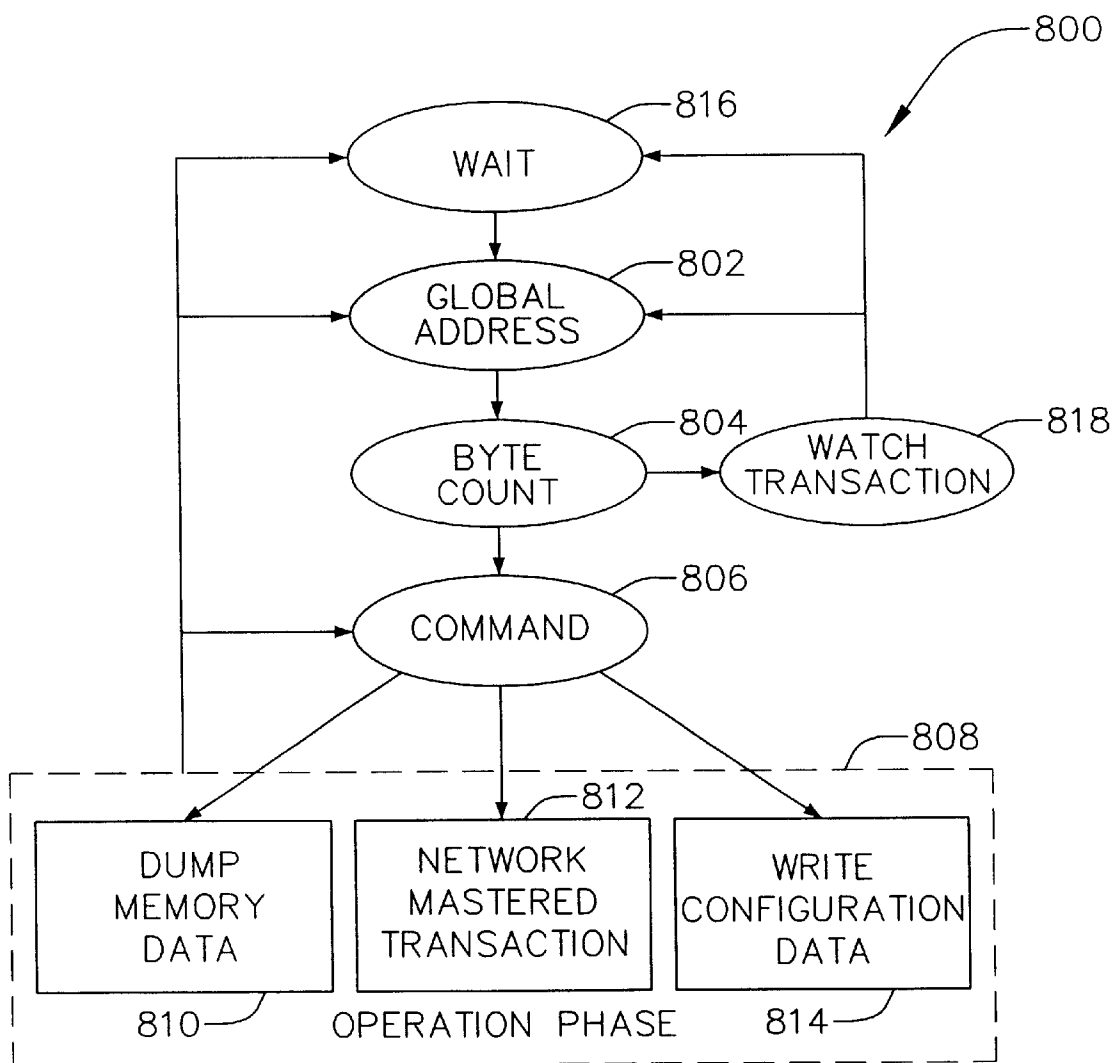 800
816
WAIT
802
GLOBAL
ADDRESS
804
BYTE
COUNT
818
WATCH
TRANSACTION
806
COMMAND
808
812
DUMP
MEMORY
DATA
NETWORK
MASTERED
TRANSACTION
WRITE
CONFIGURATION
DATA
810
OPERATION PHASE
814